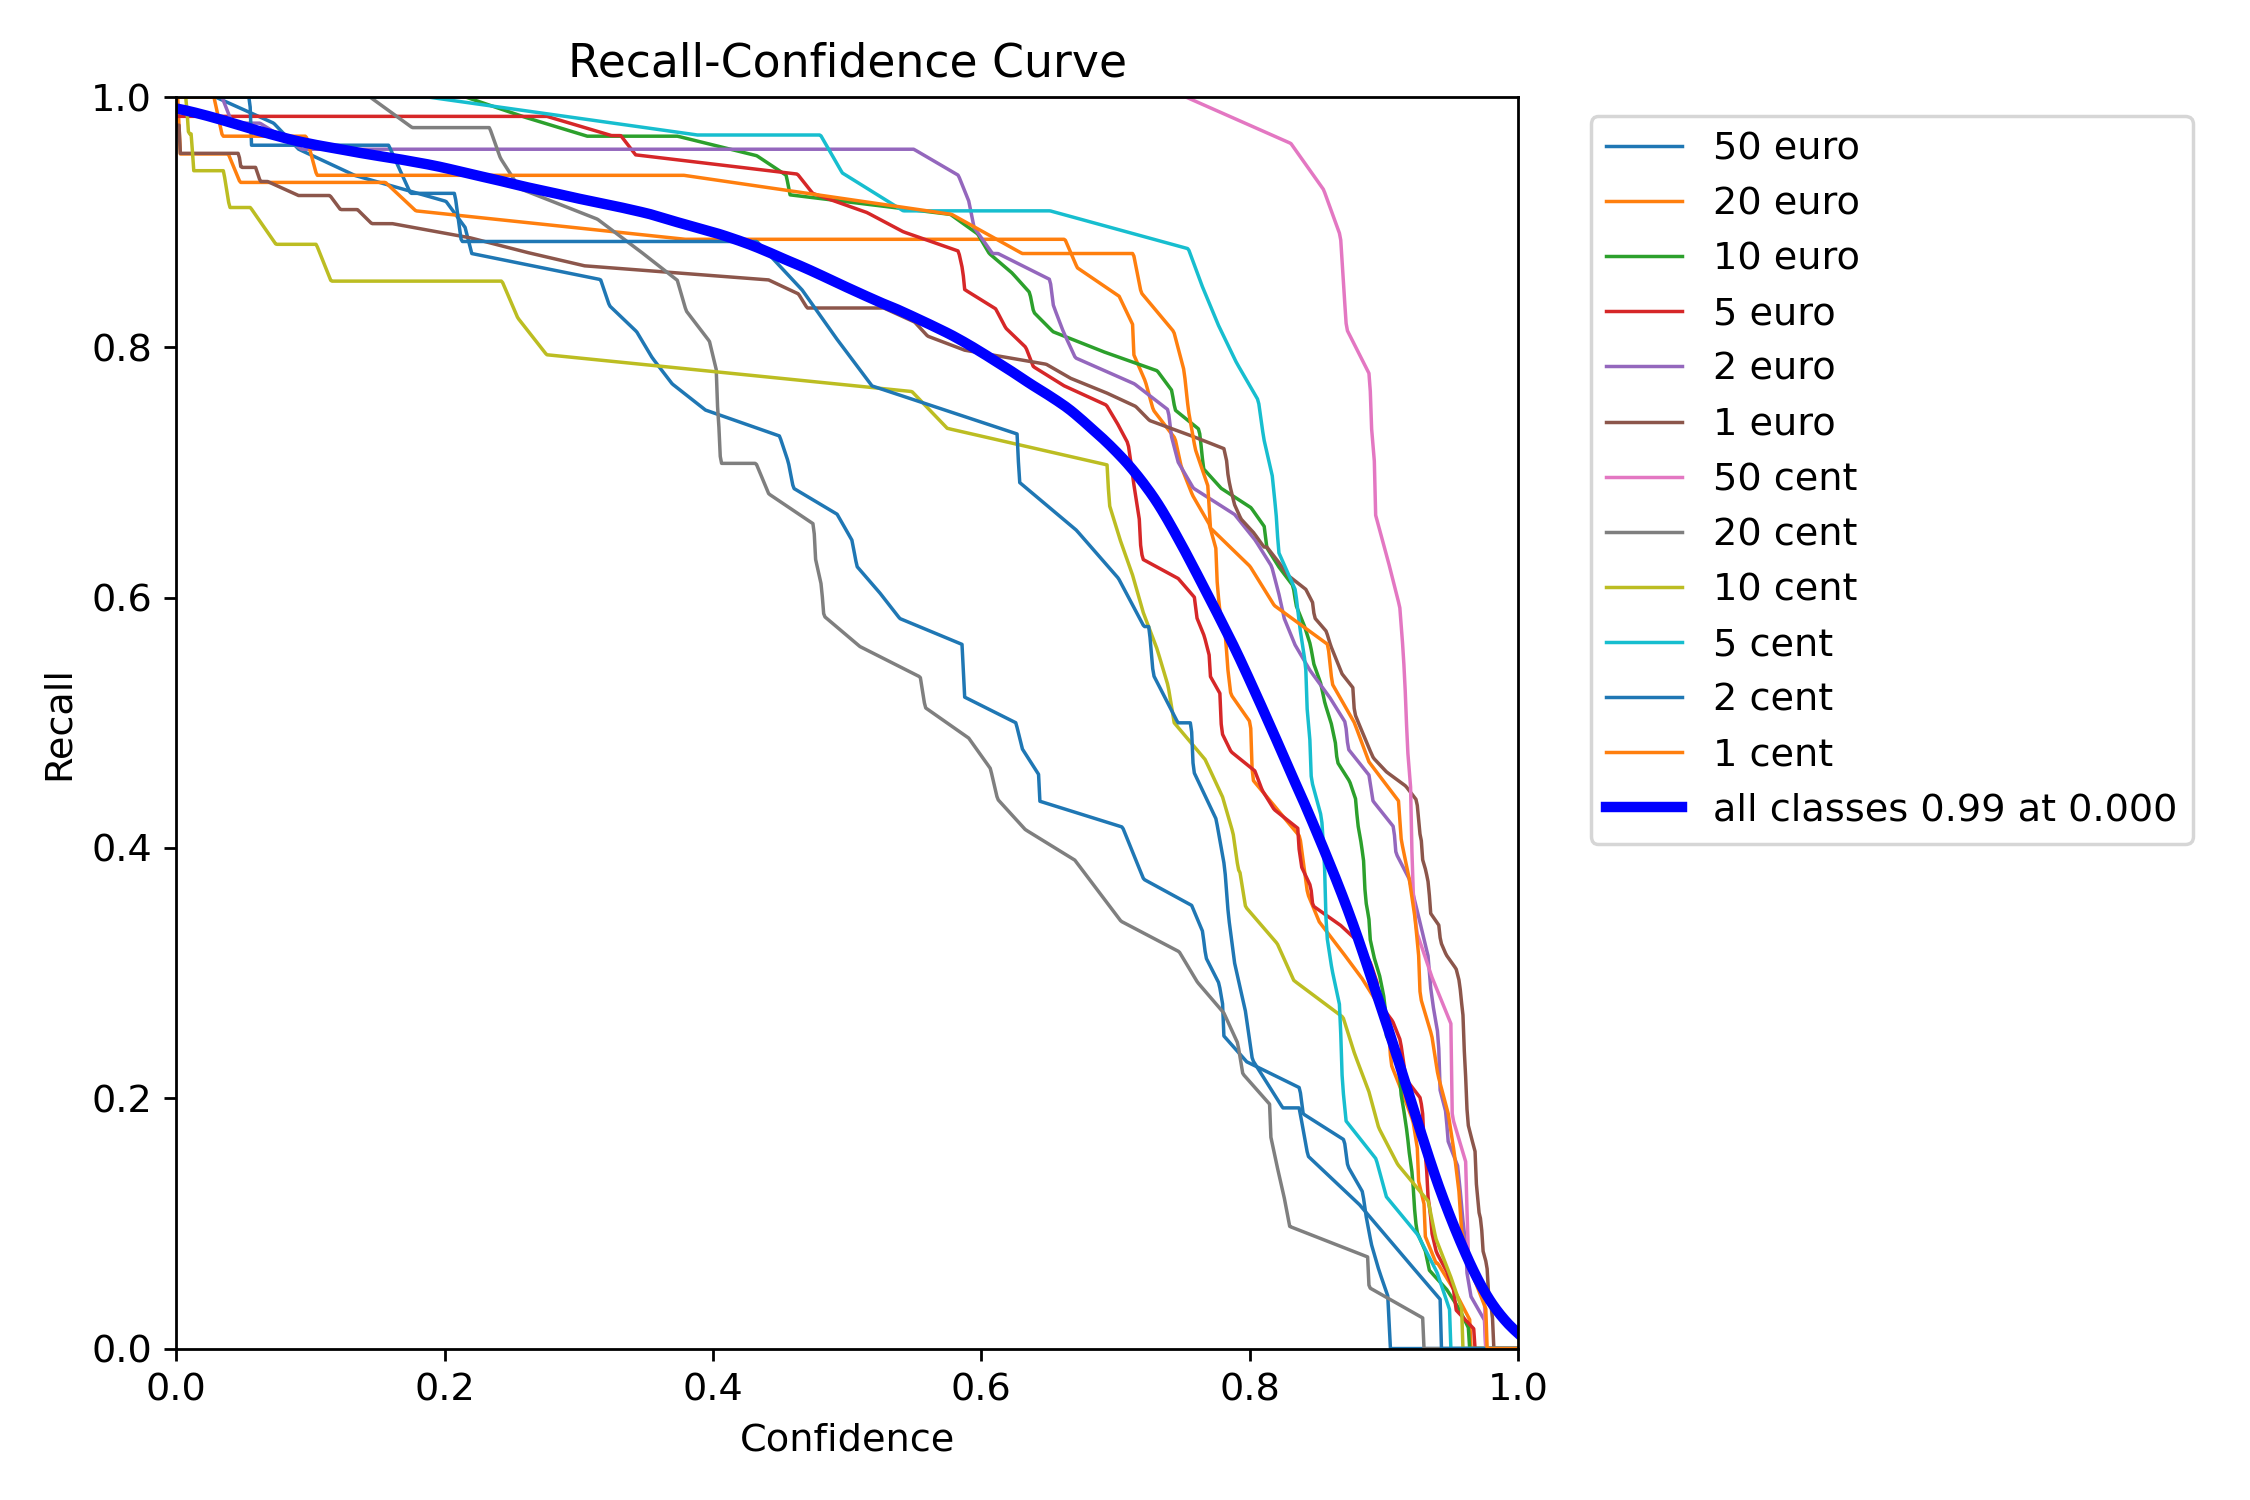 Recall-Confidence Curve
1.0
0.8
0.6
0.4
0.2
0.0
Recall
0.0 0.2 0.4 0.6 0.8 1.0
Confidence
50 euro
20 euro
10 euro
5 euro
2 euro
1 euro
50 cent
20 cent
10 cent
5 cent
2 cent
1 cent
all classes 0.99 at 0.000